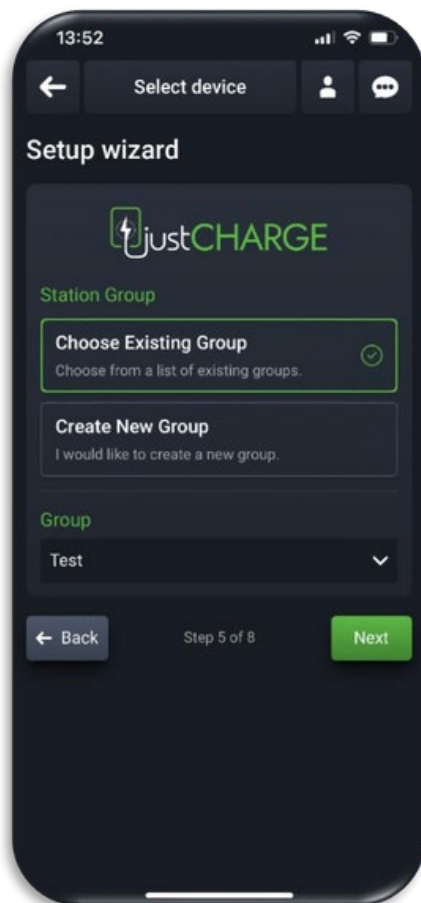 13:52
Select device
Setup wizard
justCHARGE
Station Group
Choose Existing Group
Choose from a list of existing groups.
Create New Group
I would like to create a new group.
Group
Test
Back
Step 5 of 8
Next